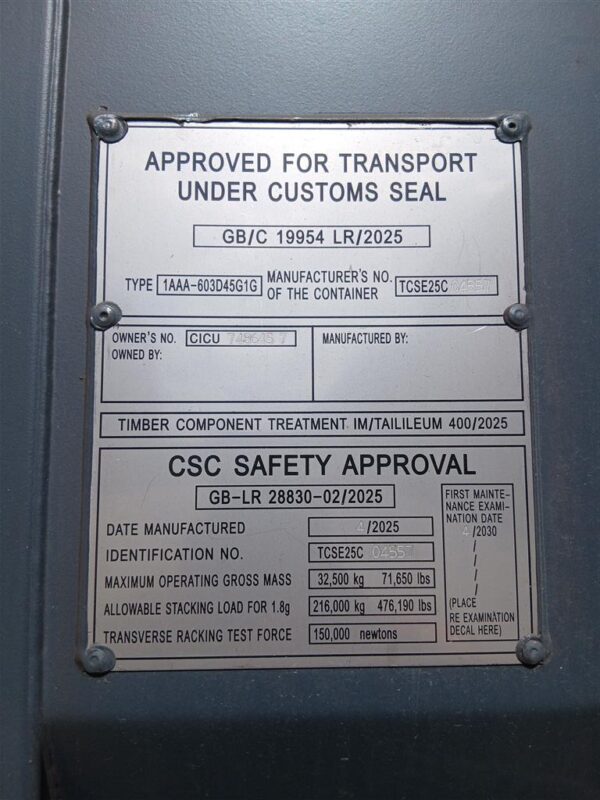 APPROVED FOR TRANSPORT
UNDER CUSTOMS SEAL
GB/C 19954 LR/2025
TYPE 1AAA-603D45G1G MANUFACTURER'S NO. OF THE CONTAINER TCSE25C 04557
OWNER'S NO. CICU
OWNED BY:
MANUFACTURED BY:
TIMBER COMPONENT TREATMENT IM/TAILILEUM 400/2025
CSC SAFETY APPROVAL
GB-LR 28830-02/2025
DATE MANUFACTURED 4/2025
IDENTIFICATION NO. TCSE25C 04557
MAXIMUM OPERATING GROSS MASS 32,500 kg 71,650 lbs
ALLOWABLE STACKING LOAD FOR 1.8g 216,000 kg 476,190 lbs
TRANSVERSE RACKING TEST FORCE 150,000 newtons
FIRST MAINTE-
NANCE EXAMI-
NATION DATE
4/2030
/
/
/
/
(PLACE
RE EXAMINATION
DECAL HERE)